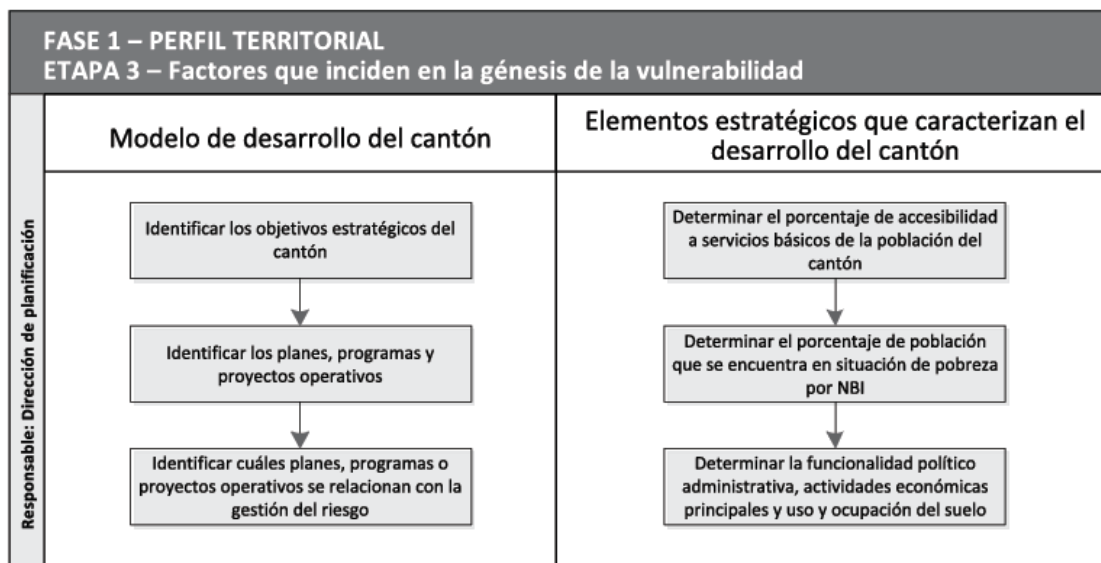 FASE 1 – PERFIL TERRITORIAL
ETAPA 3 – Factores que inciden en la génesis de la vulnerabilidad
Responsable: Dirección de planificación
Modelo de desarrollo del cantón
Identificar los objetivos estratégicos del
cantón
Identificar los planes, programas y
proyectos operativos
Identificar cuáles planes, programas o
proyectos operativos se relacionan con la
gestión del riesgo
Elementos estratégicos que caracterizan el
desarrollo del cantón
Determinar el porcentaje de accesibilidad
a servicios básicos de la población del
cantón
Determinar el porcentaje de población
que se encuentra en situación de pobreza
por NBI
Determinar la funcionalidad político
administrativa, actividades económicas
principales y uso y ocupación del suelo